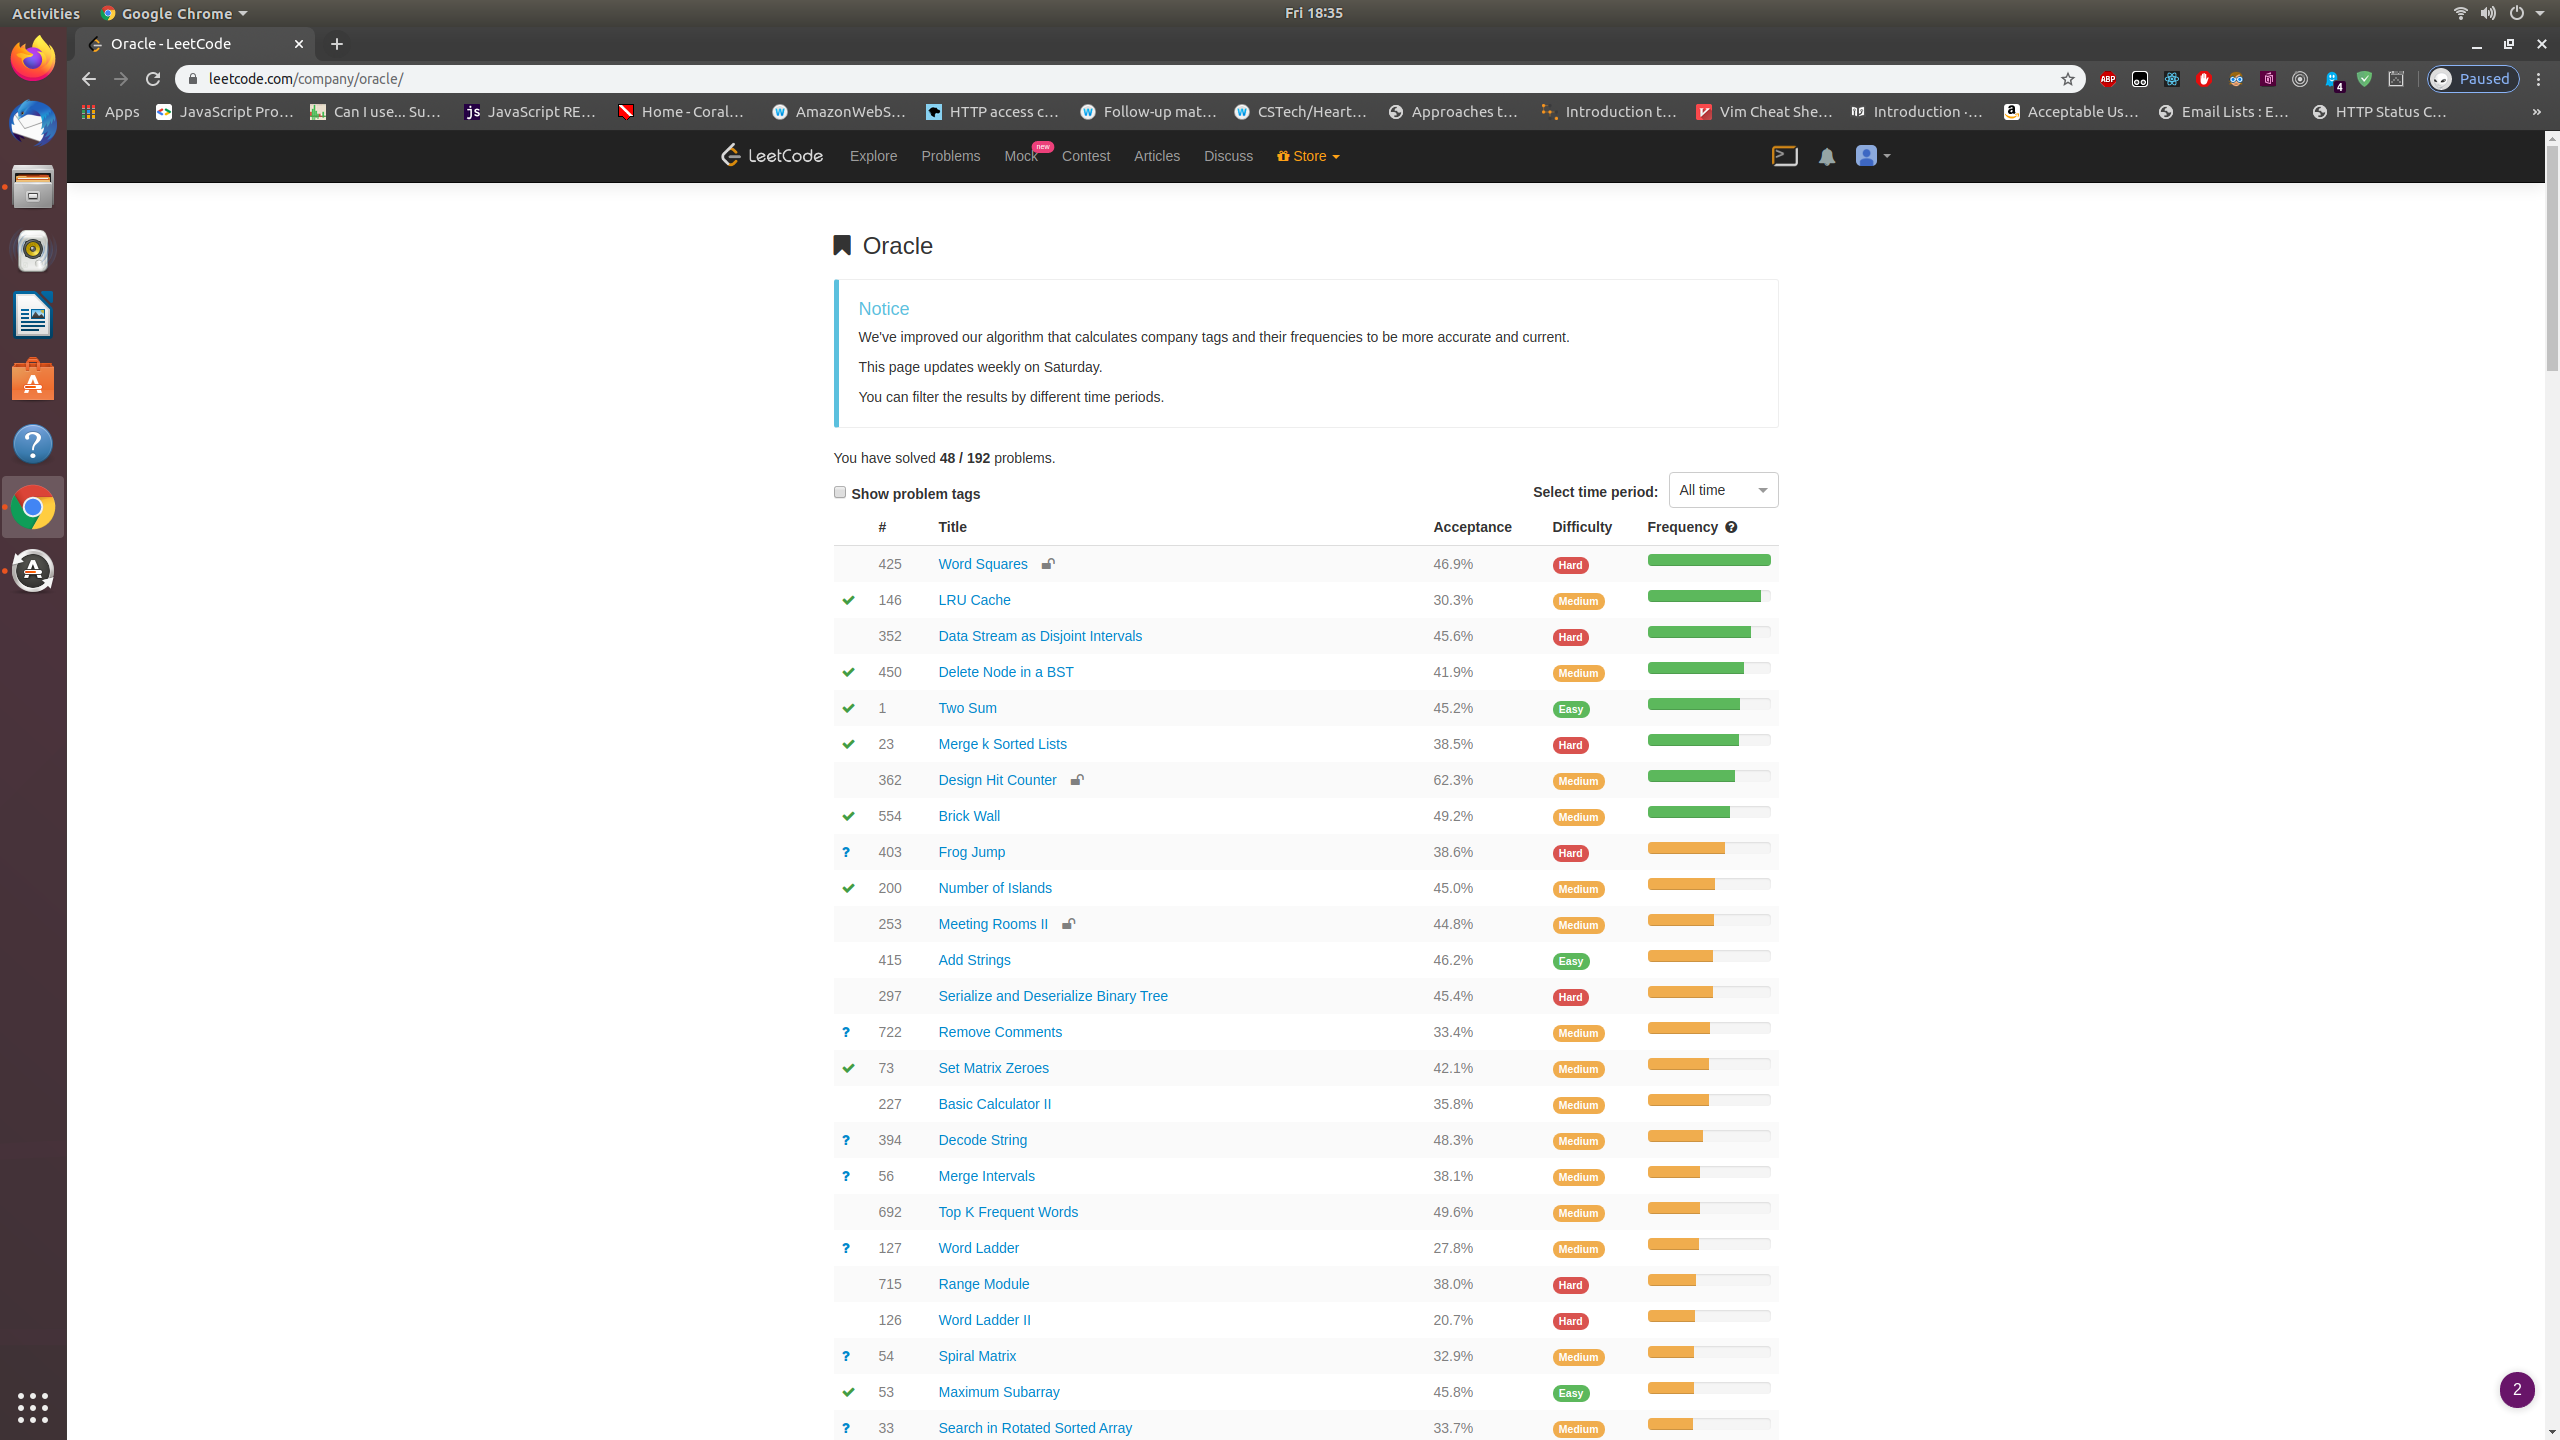 Activities Google Chrome Fri 18:35
Oracle - LeetCode
leetcode.com/company/oracle/ ABP 4 Paused
Apps JavaScript Pro… Can I use... Su… JavaScript RE… Home - Coral… AmazonWebS… HTTP access c… Follow-up mat… CSTech/Heart… Approaches t… Introduction t… Vim Cheat She… Introduction ·… Acceptable Us… Email Lists : E… HTTP Status C… »
LeetCode Explore Problems Mock new Contest Articles Discuss Store
Oracle
Notice
We've improved our algorithm that calculates company tags and their frequencies to be more accurate and current.
This page updates weekly on Saturday.
You can filter the results by different time periods.
You have solved 48 / 192 problems.
Show problem tags Select time period: All time
# Title Acceptance Difficulty Frequency ?
425 Word Squares 46.9% Hard
146 LRU Cache 30.3% Medium
352 Data Stream as Disjoint Intervals 45.6% Hard
450 Delete Node in a BST 41.9% Medium
1 Two Sum 45.2% Easy
23 Merge k Sorted Lists 38.5% Hard
362 Design Hit Counter 62.3% Medium
554 Brick Wall 49.2% Medium
? 403 Frog Jump 38.6% Hard
200 Number of Islands 45.0% Medium
253 Meeting Rooms II 44.8% Medium
415 Add Strings 46.2% Easy
297 Serialize and Deserialize Binary Tree 45.4% Hard
? 722 Remove Comments 33.4% Medium
73 Set Matrix Zeroes 42.1% Medium
227 Basic Calculator II 35.8% Medium
? 394 Decode String 48.3% Medium
? 56 Merge Intervals 38.1% Medium
692 Top K Frequent Words 49.6% Medium
? 127 Word Ladder 27.8% Medium
715 Range Module 38.0% Hard
126 Word Ladder II 20.7% Hard
? 54 Spiral Matrix 32.9% Medium
53 Maximum Subarray 45.8% Easy
2
? 33 Search in Rotated Sorted Array 33.7% Medium